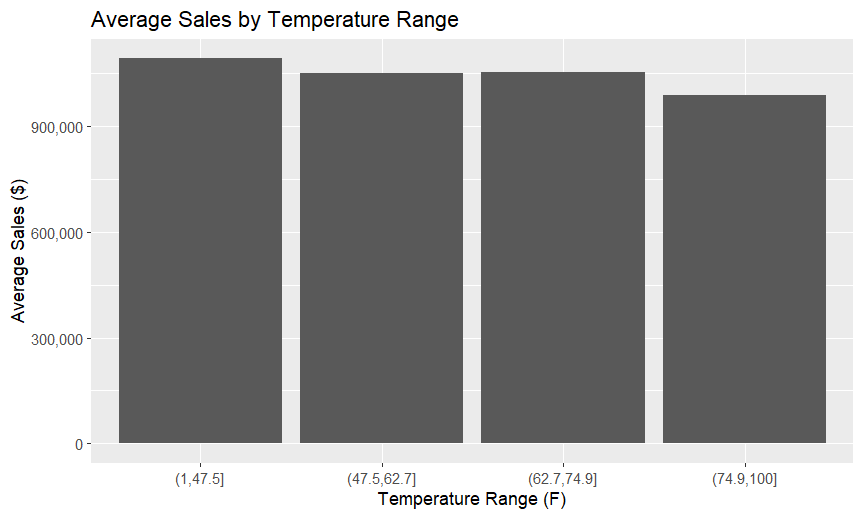 Average Sales by Temperature Range
Average Sales ($)
900,000
600,000
300,000
0
(1,47.5]
(47.5,62.7]
(62.7,74.9]
(74.9,100]
Temperature Range (F)